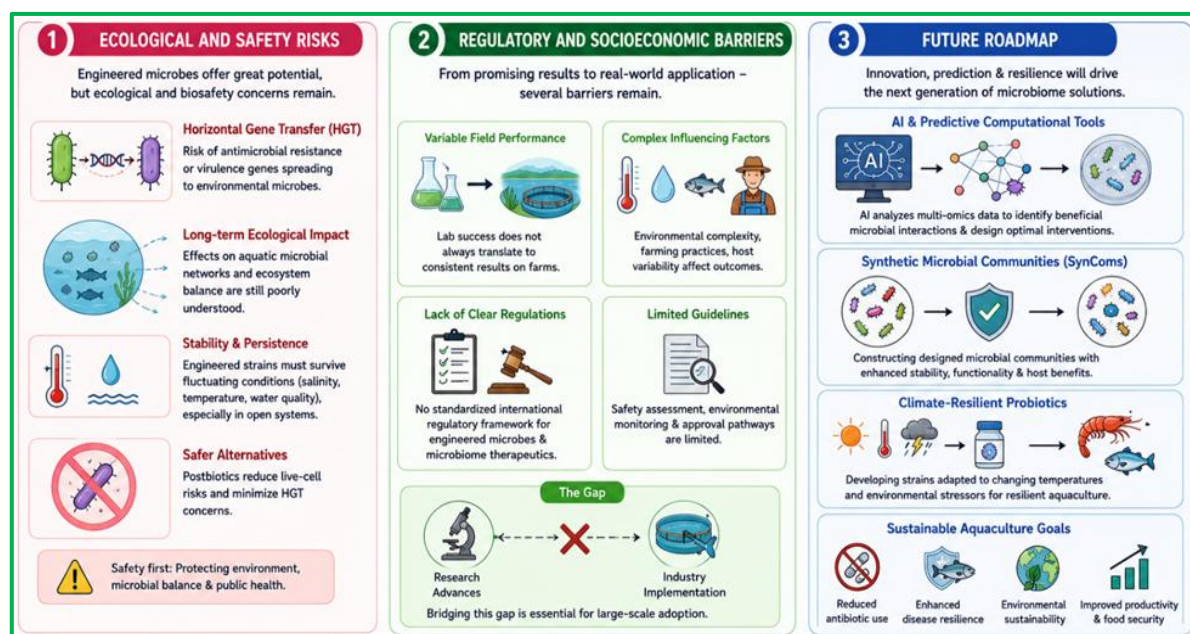 1 ECOLOGICAL AND SAFETY RISKS
Engineered microbes offer great potential,
but ecological and biosafety concerns remain.
Horizontal Gene Transfer (HGT)
Risk of antimicrobial resistance
or virulence genes spreading
to environmental microbes.
Long-term Ecological Impact
Effects on aquatic microbial
networks and ecosystem
balance are still poorly
understood.
Stability & Persistence
Engineered strains must survive
fluctuating conditions (salinity,
temperature, water quality),
especially in open systems.
Safer Alternatives
Postbiotics reduce live-cell
risks and minimize HGT
concerns.
Safety first: Protecting environment,
microbial balance & public health.
2 REGULATORY AND SOCIOECONOMIC BARRIERS
From promising results to real-world application –
several barriers remain.
Variable Field Performance
Lab success does not
always translate to
consistent results on farms.
Complex Influencing Factors
Environmental complexity,
farming practices, host
variability affect outcomes.
Lack of Clear Regulations
No standardized international
regulatory framework for
engineered microbes &
microbiome therapeutics.
Limited Guidelines
Safety assessment, environmental
monitoring & approval pathways
are limited.
The Gap
Research
Advances
Industry
Implementation
Bridging this gap is essential for large-scale adoption.
3 FUTURE ROADMAP
Innovation, prediction & resilience will drive
the next generation of microbiome solutions.
AI & Predictive Computational Tools
AI
AI analyzes multi-omics data to identify beneficial
microbial interactions & design optimal interventions.
Synthetic Microbial Communities (SynComs)
Constructing designed microbial communities with
enhanced stability, functionality & host benefits.
Climate-Resilient Probiotics
Developing strains adapted to changing temperatures
and environmental stressors for resilient aquaculture.
Sustainable Aquaculture Goals
Reduced
antibiotic use
Enhanced
disease resilience
Environmental
sustainability
Improved productivity
& food security